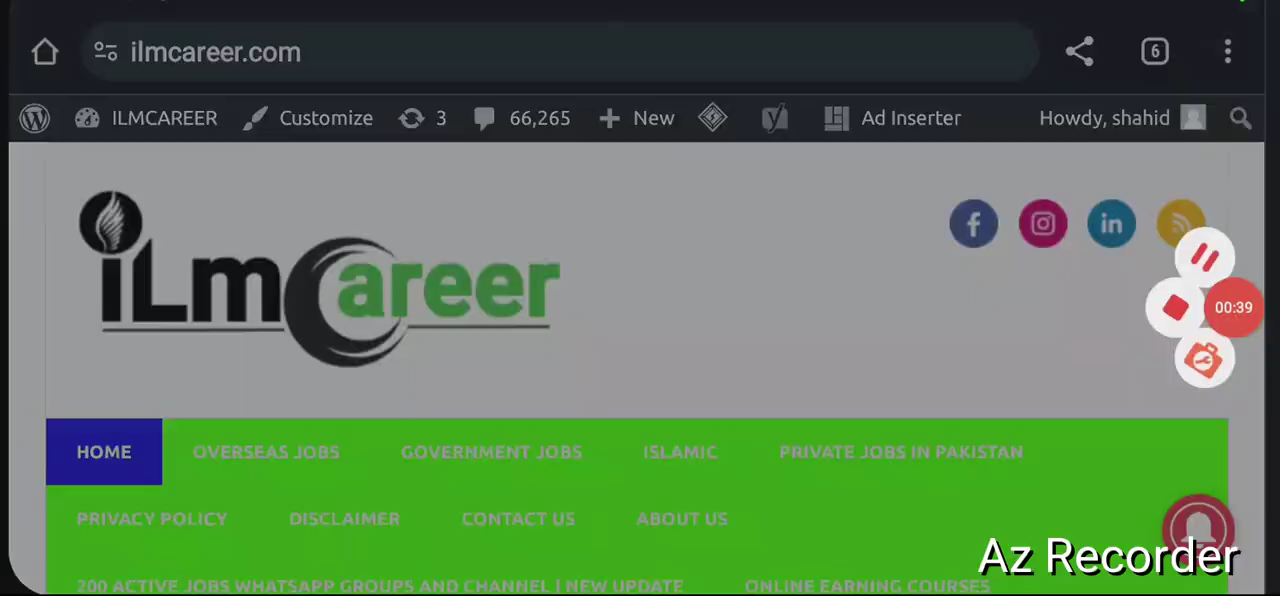 ilmcareer.com
6
ILMCAREER Customize 3 66,265 New Ad Inserter Howdy, shahid
iLmCareer
00:39
HOME OVERSEAS JOBS GOVERNMENT JOBS ISLAMIC PRIVATE JOBS IN PAKISTAN
PRIVACY POLICY DISCLAIMER CONTACT US ABOUT US
Az Recorder
200 ACTIVE JOBS WHATSAPP GROUPS AND CHANNEL | NEW UPDATE ONLINE EARNING COURSES